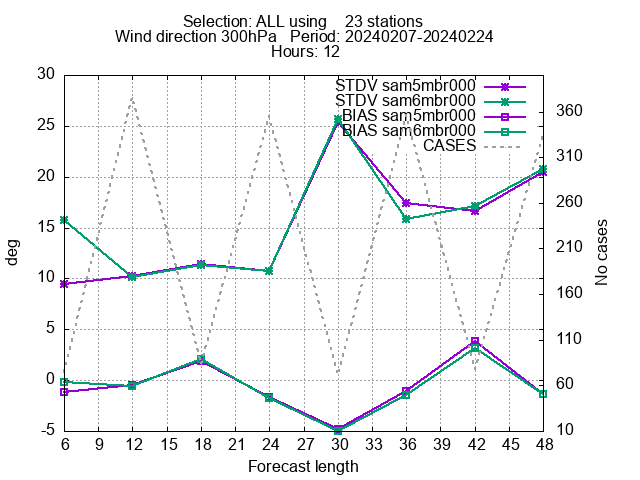 Selection: ALL using    23 stations
Wind direction 300hPa   Period: 20240207-20240224
Hours: 12
30
25
20
15
10
5
0
-5
deg
STDV sam5mbr000
STDV sam6mbr000
BIAS sam5mbr000
BIAS sam6mbr000
CASES
360
310
260
210
160
110
60
10
No cases
6 9 12 15 18 21 24 27 30 33 36 39 42 45 48
Forecast length